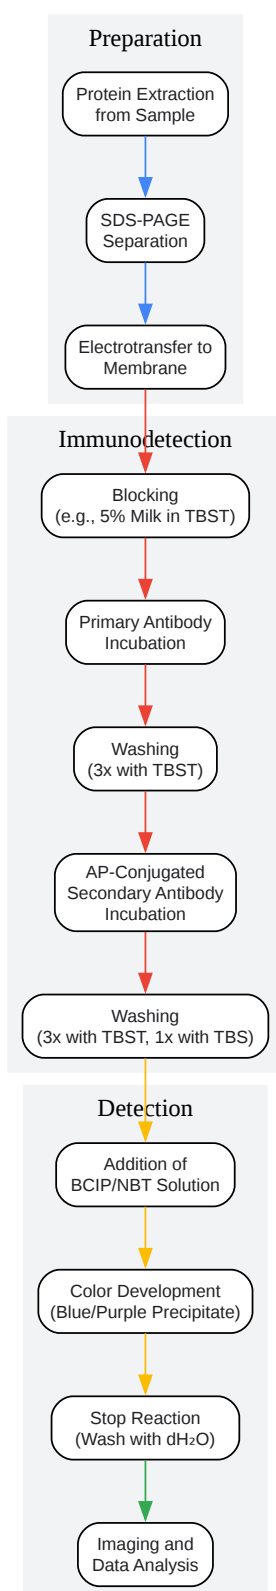 Preparation
Protein Extraction
from Sample
SDS-PAGE
Separation
Electrotransfer to
Membrane
Immunodetection
Blocking
(e.g., 5% Milk in TBST)
Primary Antibody
Incubation
Washing
(3x with TBST)
AP-Conjugated
Secondary Antibody
Incubation
Washing
(3x with TBST, 1x with TBS)
Detection
Addition of
BCIP/NBT Solution
Color Development
(Blue/Purple Precipitate)
Stop Reaction
(Wash with dH₂O)
Imaging and
Data Analysis